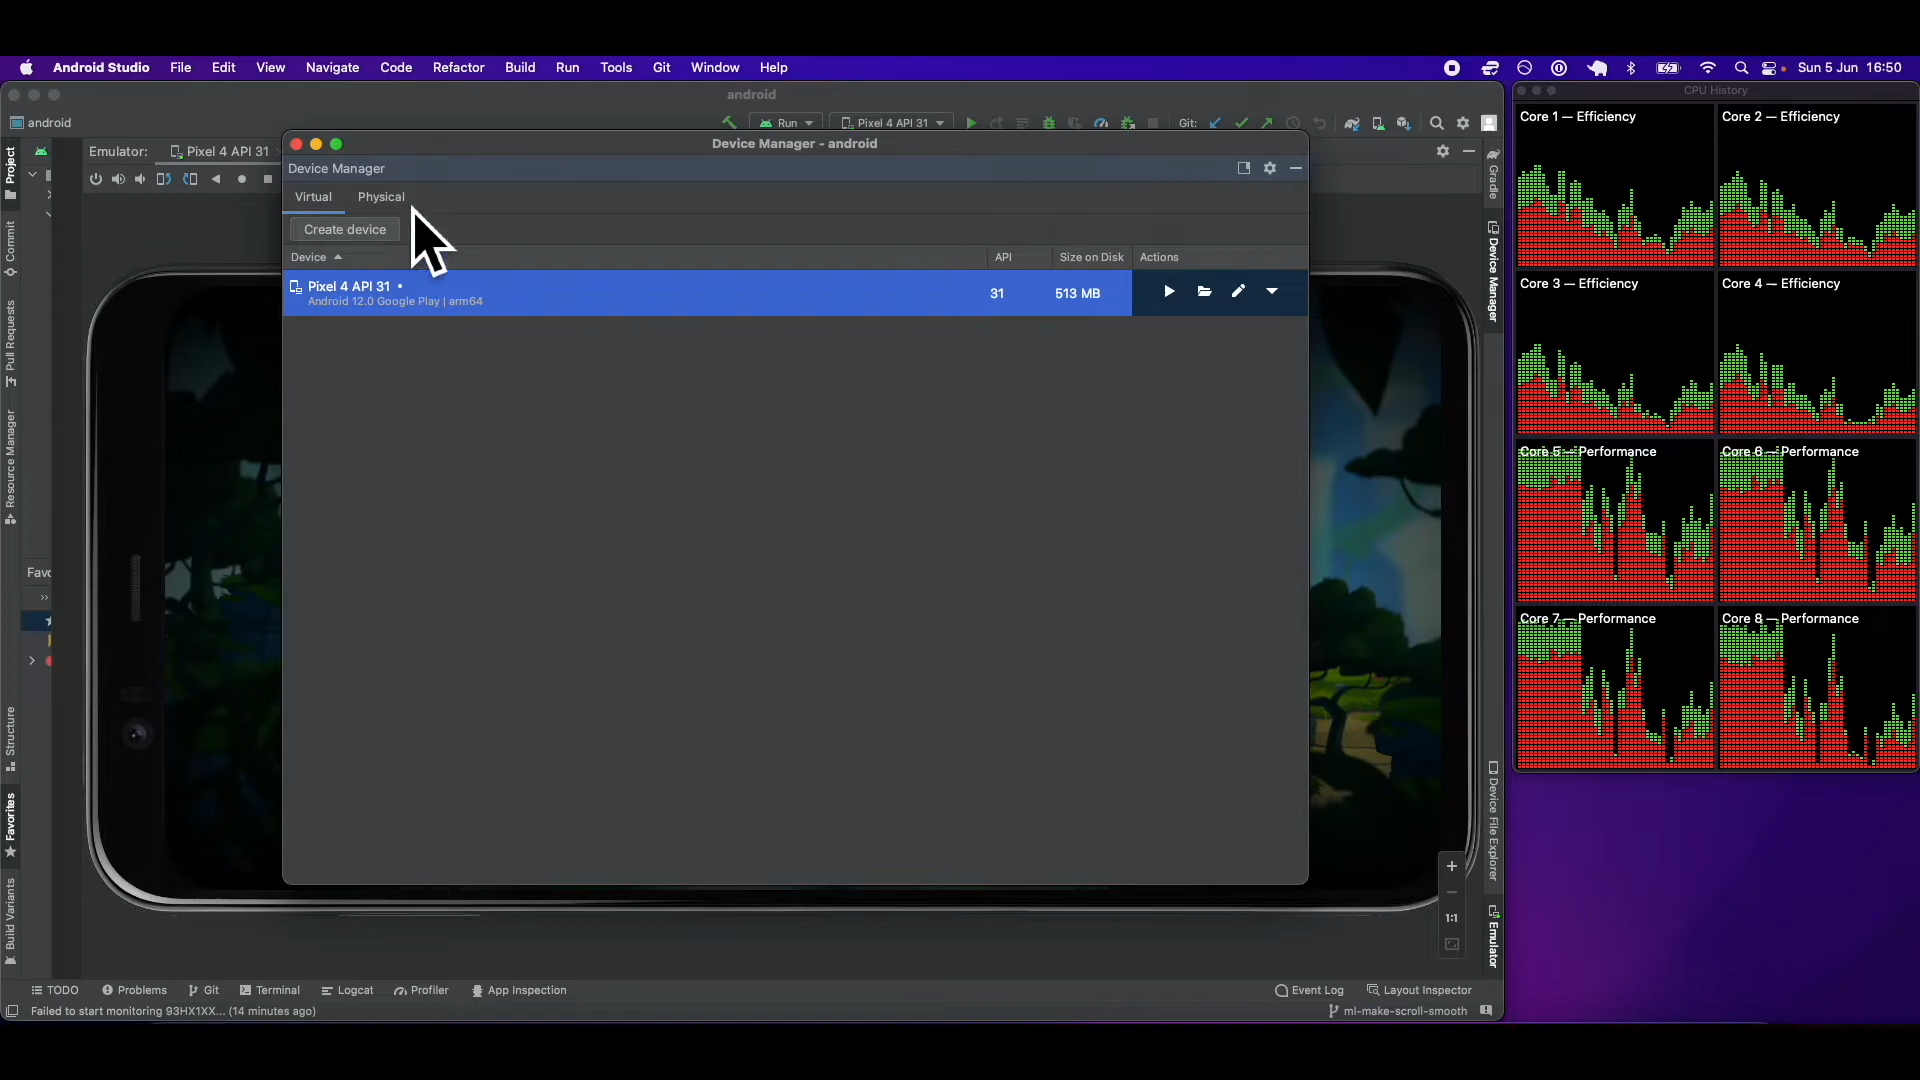 Android Studio File Edit View Navigate Code Refactor Build Run Tools Git Window Help Sun 5 Jun 16:50
android
CPU History
android Run Pixel 4 API 31 Git:
Device Manager - android
Emulator: Pixel 4 API 31
Device Manager
Virtual Physical
Create device
Device API Size on Disk Actions
Pixel 4 API 31 •
Android 12.0 Google Play | arm64
31 513 MB
Core 1 — Efficiency Core 2 — Efficiency
Core 3 — Efficiency Core 4 — Efficiency
Core 5 — Performance Core 6 — Performance
Core 7 — Performance Core 8 — Performance
Project
Commit
Pull Requests
Resource Manager
Structure
Favorites
Build Variants
Favo
Gradle
Device Manager
Device File Explorer
Emulator
1:1
TODO Problems Git Terminal Logcat Profiler App Inspection Event Log Layout Inspector
Failed to start monitoring 93HX1XX... (14 minutes ago) ml-make-scroll-smooth